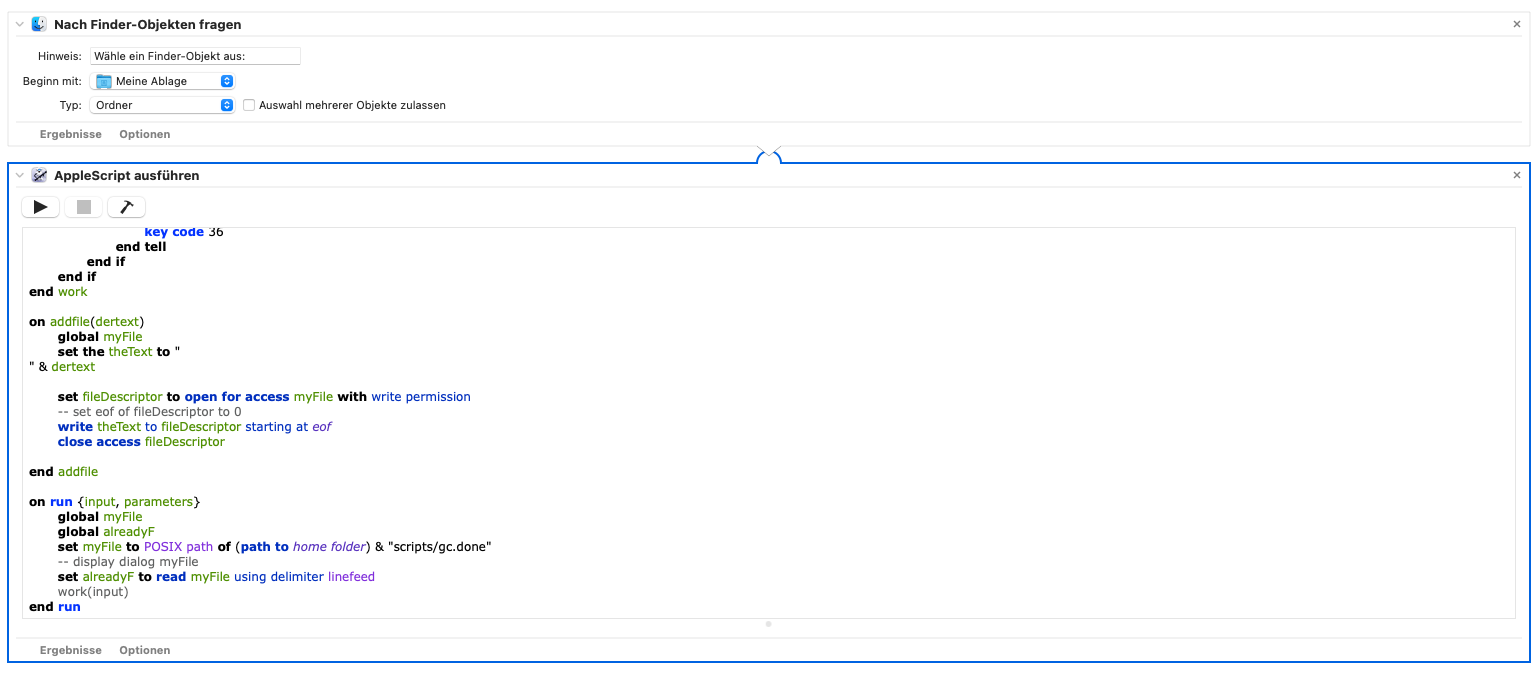 Nach Finder-Objekten fragen
Hinweis: Wähle ein Finder-Objekt aus:
Beginn mit: Meine Ablage
Typ: Ordner Auswahl mehrerer Objekte zulassen
Ergebnisse Optionen
AppleScript ausführen
key code 36
end tell
end if
end if
end work
on addfile(dertext)
global myFile
set the theText to "
" & dertext
set fileDescriptor to open for access myFile with write permission
-- set eof of fileDescriptor to 0
write theText to fileDescriptor starting at eof
close access fileDescriptor
end addfile
on run {input, parameters}
global myFile
global alreadyF
set myFile to POSIX path of (path to home folder) & "scripts/gc.done"
-- display dialog myFile
set alreadyF to read myFile using delimiter linefeed
work(input)
end run
Ergebnisse Optionen